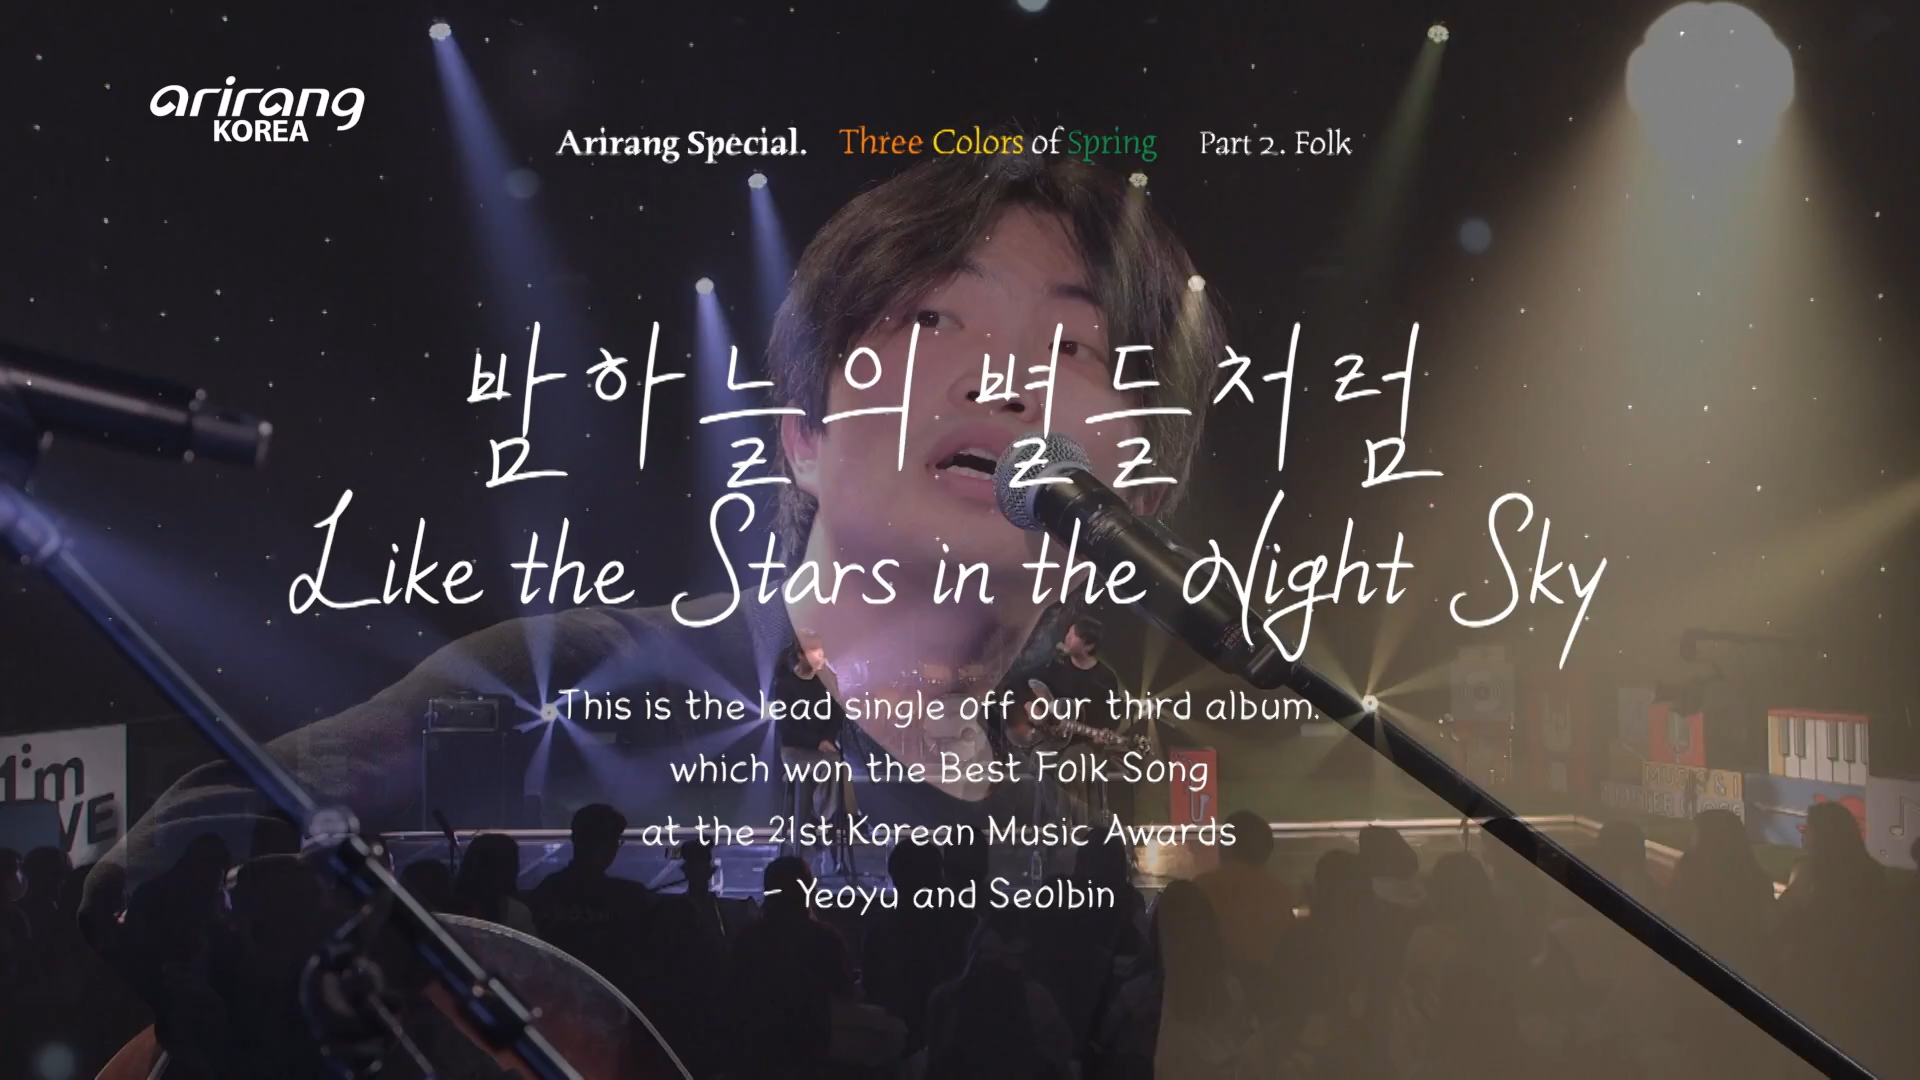 arirang
KOREA
Arirang Special. Three Colors of Spring Part 2. Folk
밤하늘의 별들처럼
Like the Stars in the Night Sky
This is the lead single off our third album.
which won the Best Folk Song
at the 21st Korean Music Awards
- Yeoyu and Seolbin
I'm